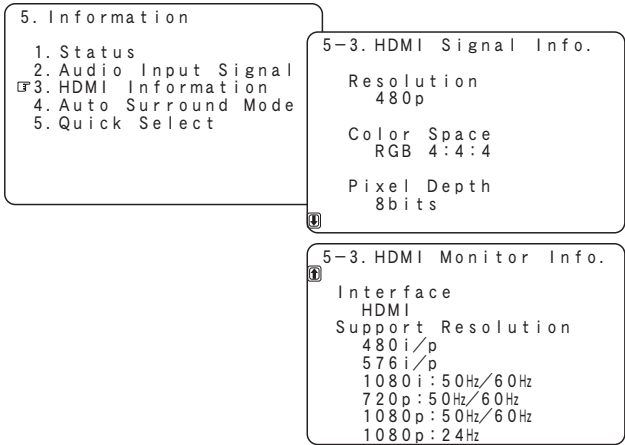 5. Information
1. Status
2. Audio Input Signal
☞3. HDMI Information
4. Auto Surround Mode
5. Quick Select
5-3. HDMI Signal Info.
Resolution
480p
Color Space
RGB 4:4:4
Pixel Depth
8bits
5-3. HDMI Monitor Info.
Interface
HDMI
Support Resolution
480i/p
576i/p
1080i:50Hz/60Hz
720p:50Hz/60Hz
1080p:50Hz/60Hz
1080p:24Hz